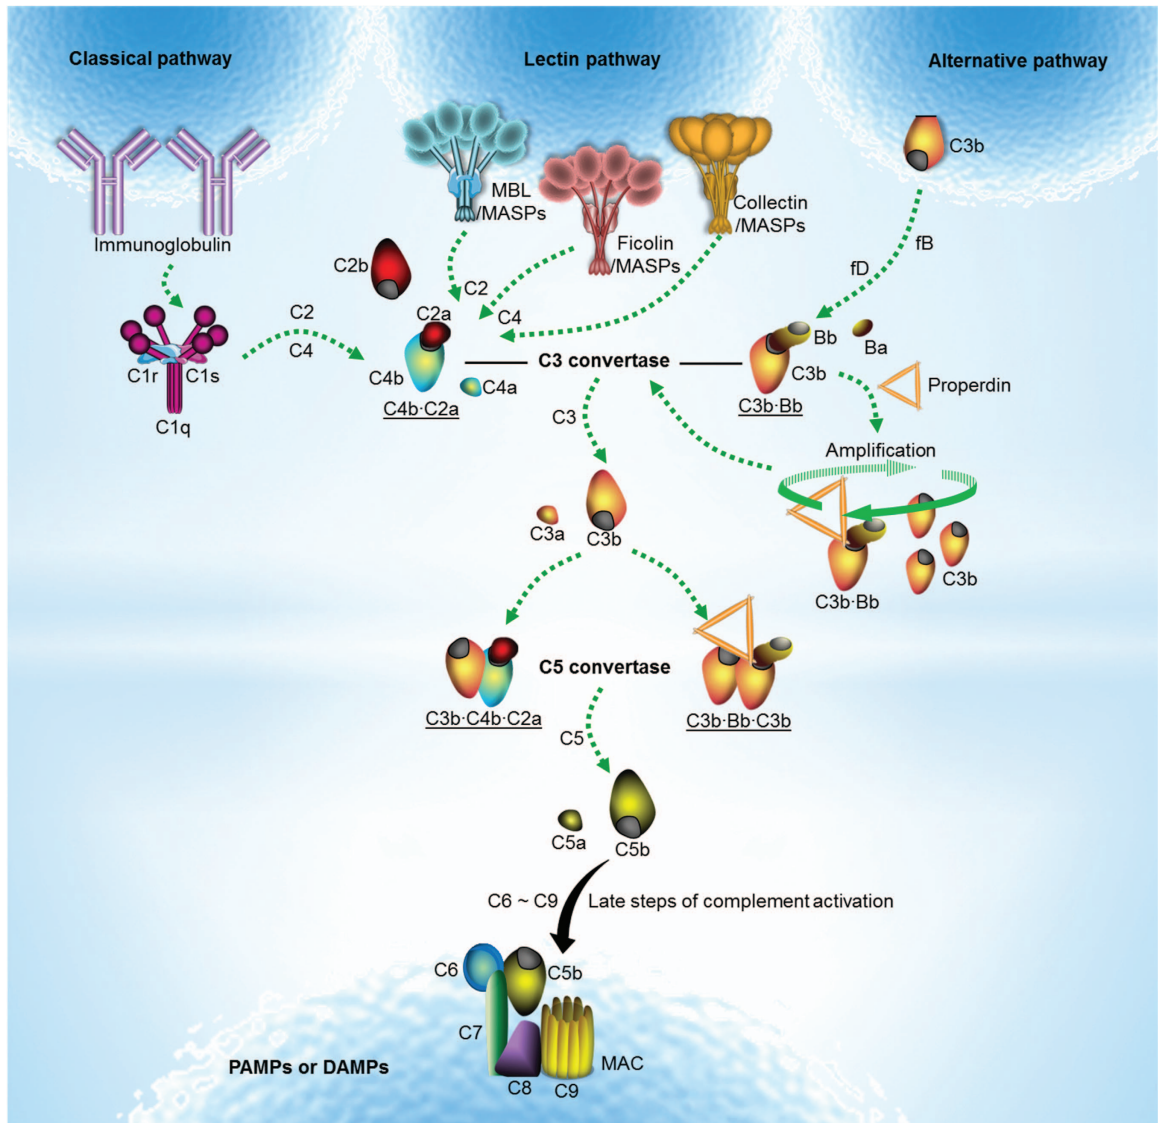 Classical pathway
Lectin pathway
Alternative pathway
C3b
MBL
/MASPs
Collectin
/MASPs
Immunoglobulin
Ficolin
/MASPs
fB
C2b
fD
C2
C2a
C4
C2
C4
Bb
Ba
C1r
C1s
C4b
C4a
C3 convertase
C3b
Properdin
C4b·C2a
C3b·Bb
C1q
C3
Amplification
C3a
C3b
C3b
C3b·Bb
C5 convertase
C3b·C4b·C2a
C3b·Bb·C3b
C5
C5a
C5b
C6 ~ C9
Late steps of complement activation
C6
C5b
C7
MAC
PAMPs or DAMPs
C8
C9